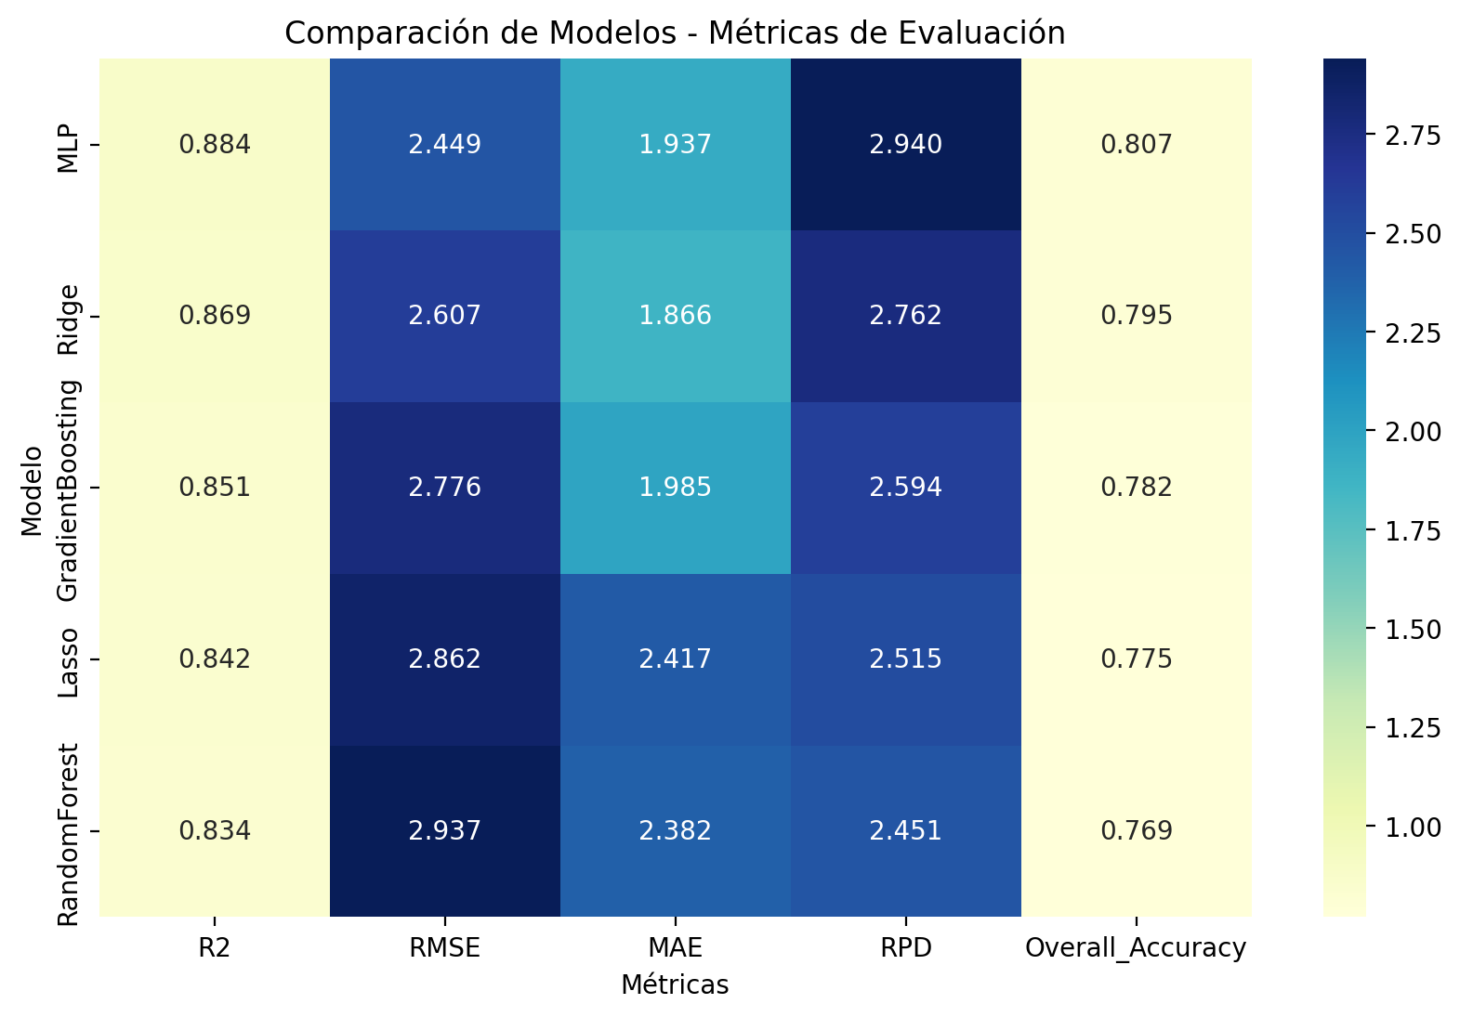 Comparación de Modelos - Métricas de Evaluación
Modelo
MLP
0.884 2.449 1.937 2.940 0.807
Ridge
0.869 2.607 1.866 2.762 0.795
GradientBoosting
0.851 2.776 1.985 2.594 0.782
Lasso
0.842 2.862 2.417 2.515 0.775
RandomForest
0.834 2.937 2.382 2.451 0.769
R2 RMSE MAE RPD Overall_Accuracy
Métricas
2.75
2.50
2.25
2.00
1.75
1.50
1.25
1.00